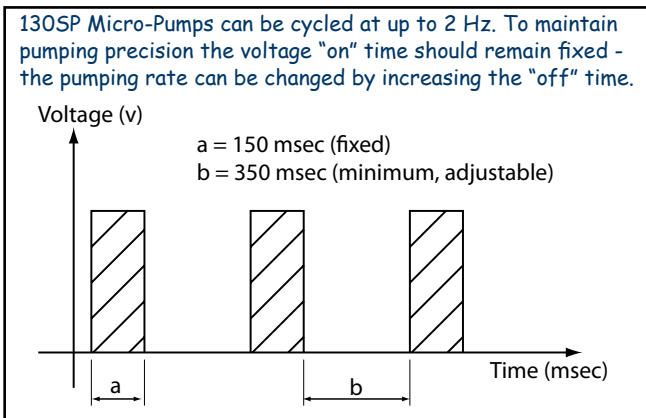 130SP Micro-Pumps can be cycled at up to 2 Hz. To maintain
pumping precision the voltage “on” time should remain fixed -
the pumping rate can be changed by increasing the “off” time.
Voltage (v)
a = 150 msec (fixed)
b = 350 msec (minimum, adjustable)
Time (msec)
a
b